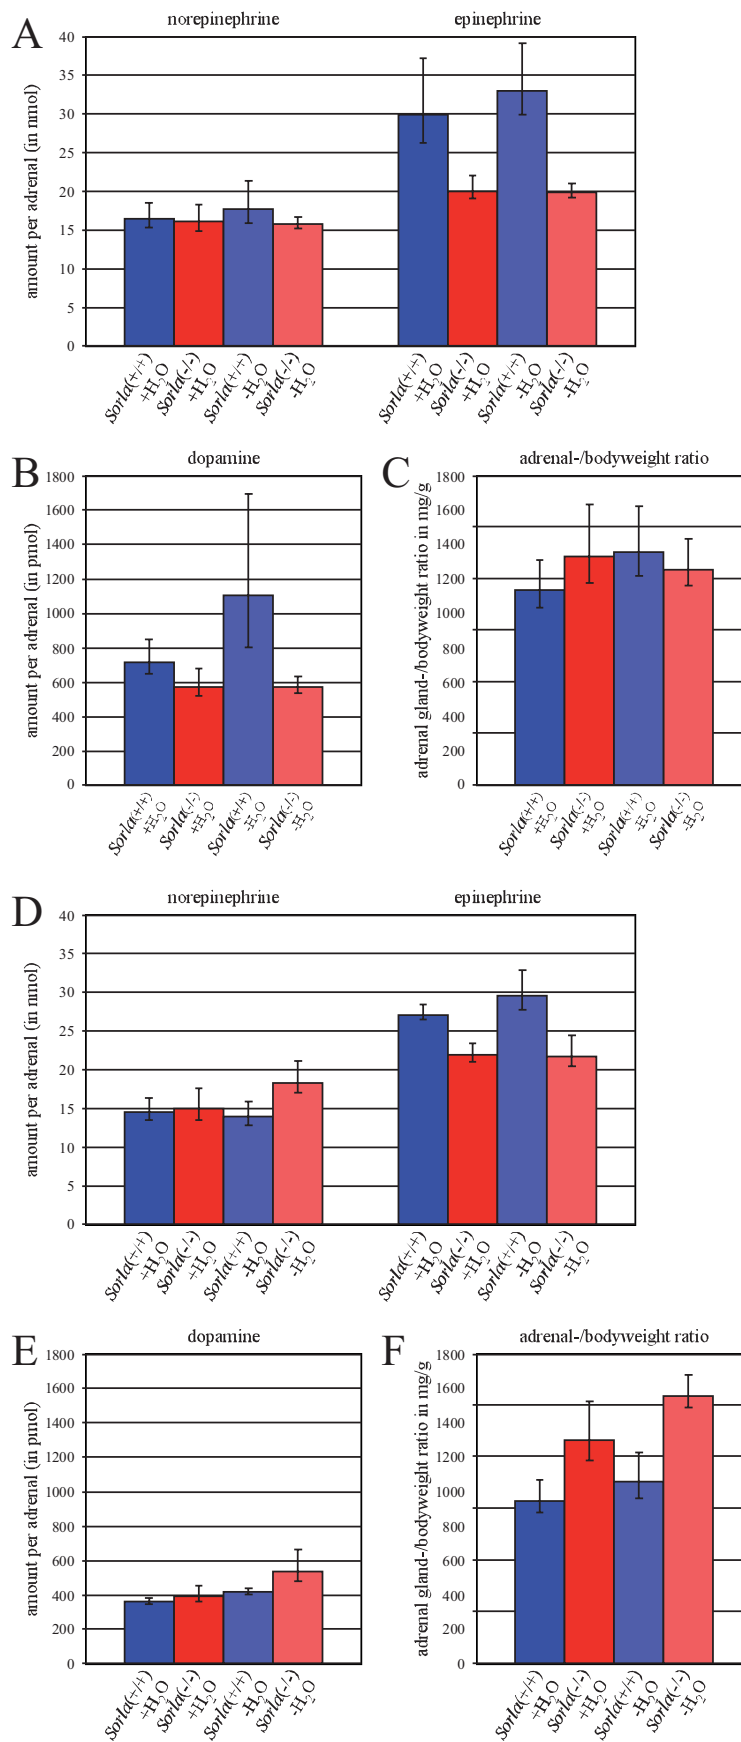 A
norepinephrine
epinephrine
amount per adrenal (in nmol)
40
35
30
25
20
15
10
5
0
Sorla(+/+)
+H₂O
Sorla(-/-)
+H₂O
Sorla(+/+)
-H₂O
Sorla(-/-)
-H₂O
Sorla(+/+)
+H₂O
Sorla(-/-)
+H₂O
Sorla(+/+)
-H₂O
Sorla(-/-)
-H₂O
B
dopamine
amount per adrenal (in pmol)
1800
1600
1400
1200
1000
800
600
400
200
0
Sorla(+/+)
+H₂O
Sorla(-/-)
+H₂O
Sorla(+/+)
-H₂O
Sorla(-/-)
-H₂O
C
adrenal-/bodyweight ratio
adrenal gland-/bodyweight ratio in mg/g
1800
1600
1400
1200
1000
800
600
400
200
0
Sorla(+/+)
+H₂O
Sorla(-/-)
+H₂O
Sorla(+/+)
-H₂O
Sorla(-/-)
-H₂O
D
norepinephrine
epinephrine
amount per adrenal (in nmol)
40
35
30
25
20
15
10
5
0
Sorla(+/+)
+H₂O
Sorla(-/-)
+H₂O
Sorla(+/+)
-H₂O
Sorla(-/-)
-H₂O
Sorla(+/+)
+H₂O
Sorla(-/-)
+H₂O
Sorla(+/+)
-H₂O
Sorla(-/-)
-H₂O
E
dopamine
amount per adrenal (in pmol)
1800
1600
1400
1200
1000
800
600
400
200
0
Sorla(+/+)
+H₂O
Sorla(-/-)
+H₂O
Sorla(+/+)
-H₂O
Sorla(-/-)
-H₂O
F
adrenal-/bodyweight ratio
adrenal gland-/bodyweight ratio in mg/g
1800
1600
1400
1200
1000
800
600
400
200
0
Sorla(+/+)
+H₂O
Sorla(-/-)
+H₂O
Sorla(+/+)
-H₂O
Sorla(-/-)
-H₂O